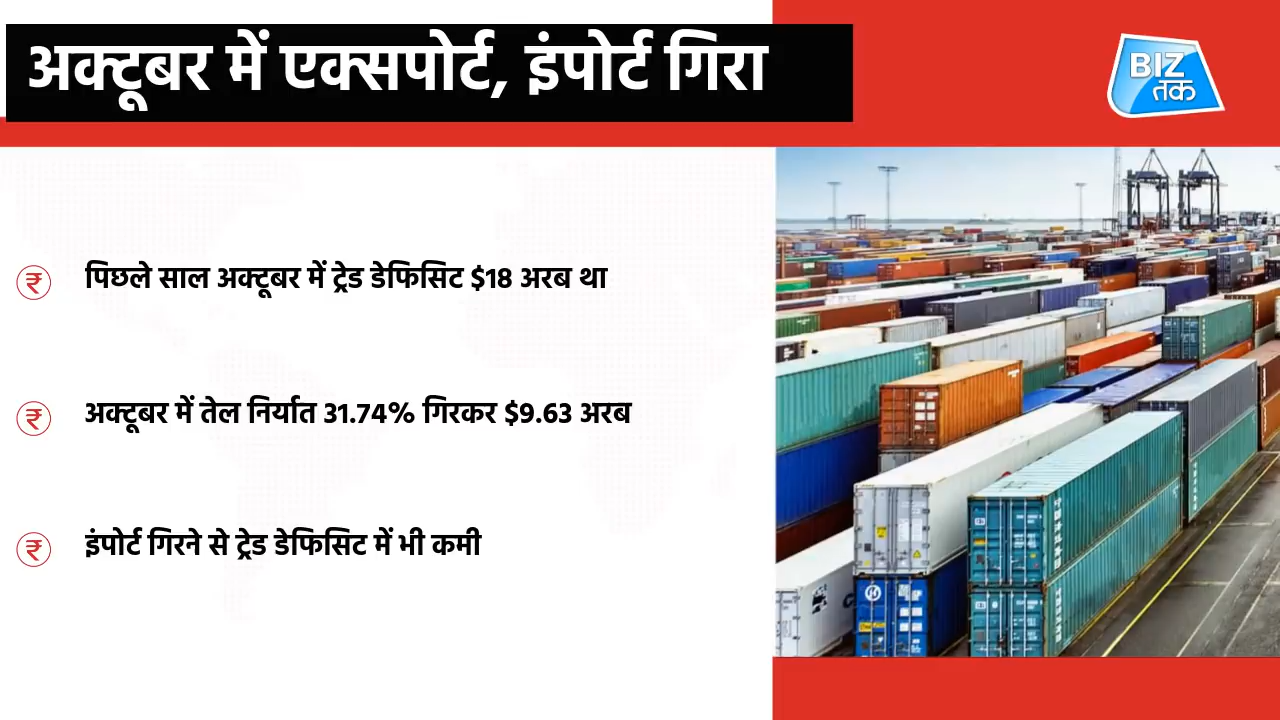 अक्टूबर में एक्सपोर्ट, इंपोर्ट गिरा
BIZ
तक
₹ पिछले साल अक्टूबर में ट्रेड डेफिसिट $18 अरब था
₹ अक्टूबर में तेल निर्यात 31.74% गिरकर $9.63 अरब
₹ इंपोर्ट गिरने से ट्रेड डेफिसिट में भी कमी